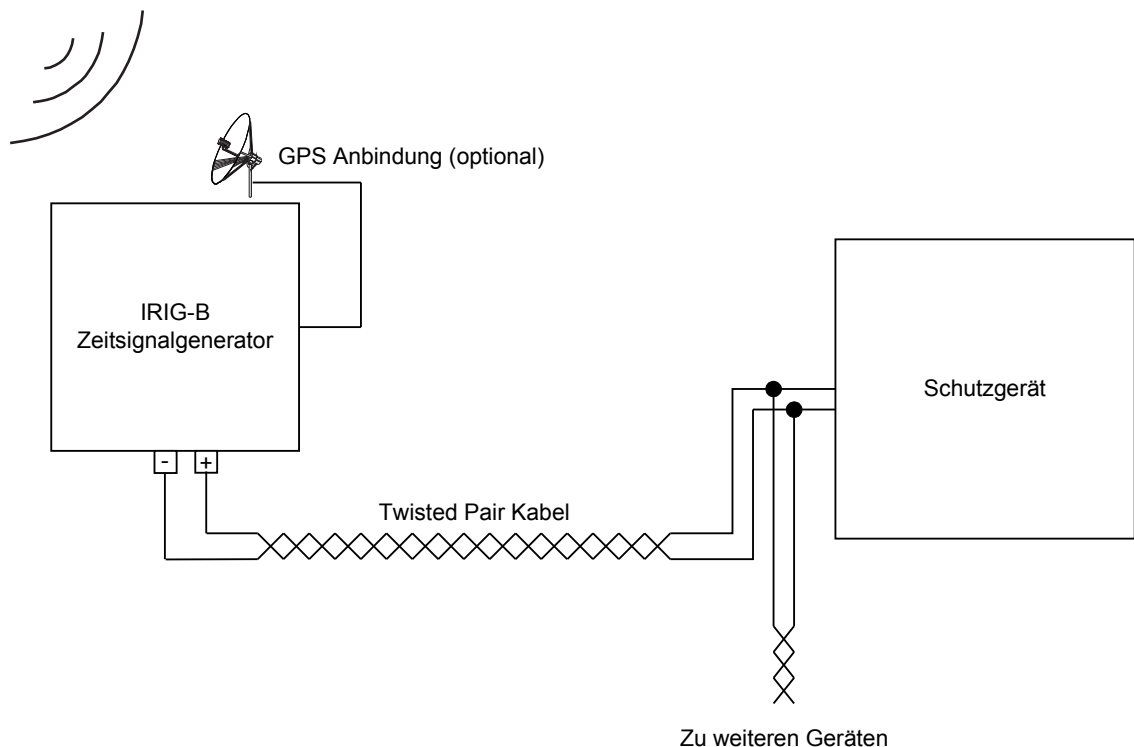 GPS Anbindung (optional)
IRIG-B
Zeitsignalgenerator
Schutzgerät
- +
Twisted Pair Kabel
Zu weiteren Geräten